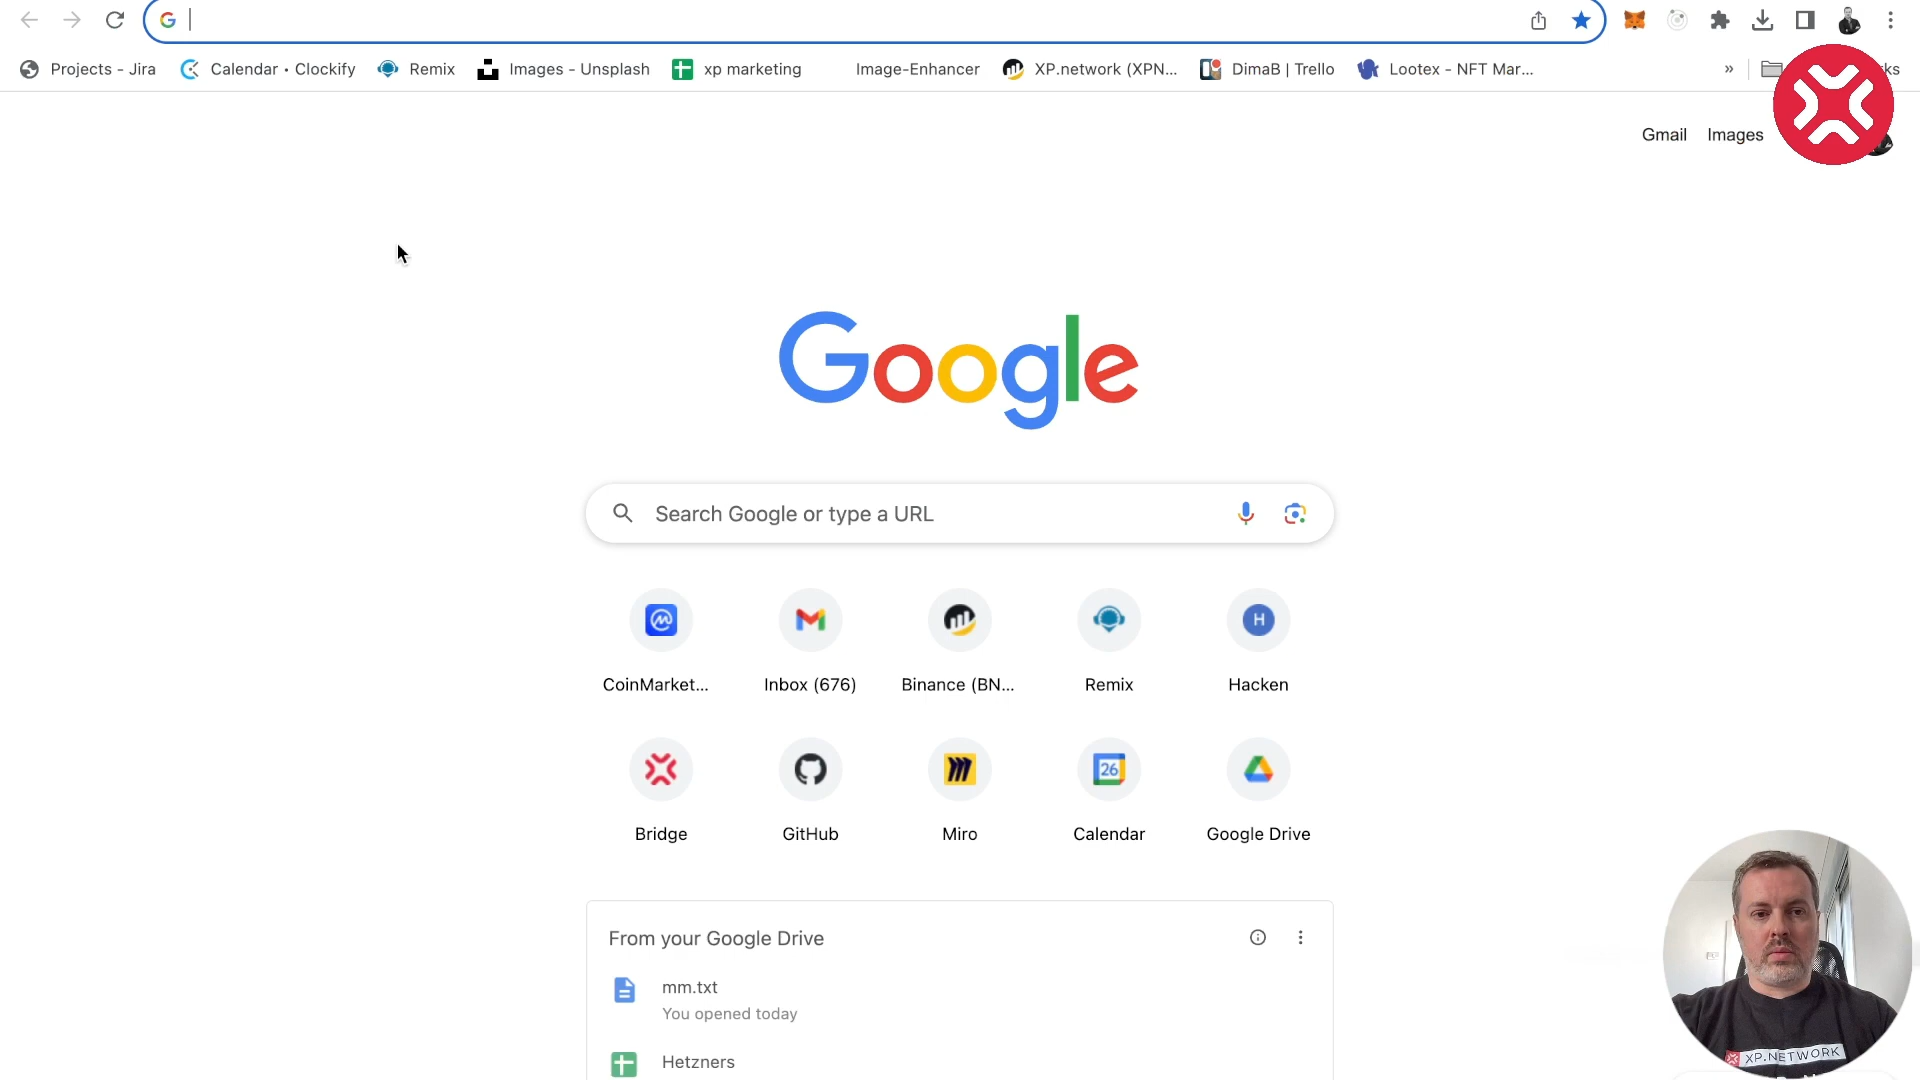 Projects - Jira
Calendar • Clockify
Remix
Images - Unsplash
xp marketing
Image-Enhancer
XP.network (XPN...
DimaB | Trello
Lootex - NFT Mar...
»
ks
Gmail
Images
Google
Search Google or type a URL
CoinMarket...
Inbox (676)
Binance (BN...
Remix
H
Hacken
26
Bridge
GitHub
Miro
Calendar
Google Drive
From your Google Drive
mm.txt
You opened today
Hetzners
XP.NETWORK